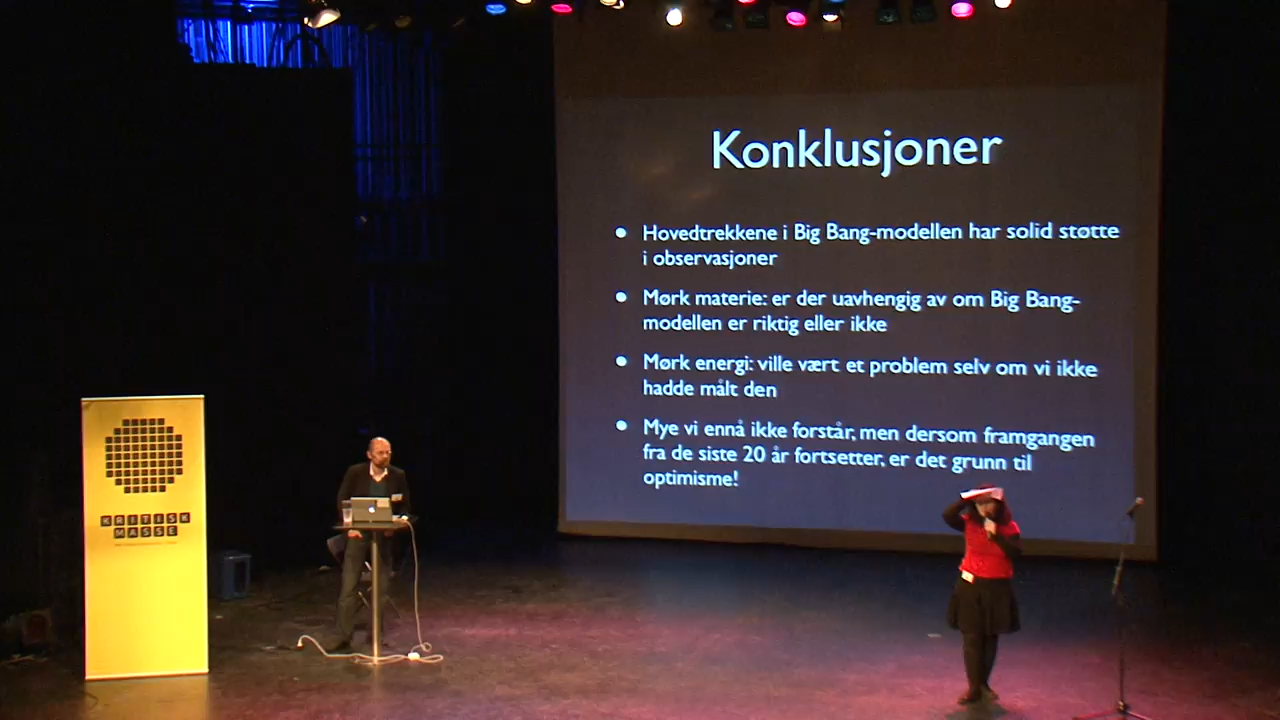 Konklusjoner
• Hovedtrekkene i Big Bang-modellen har solid støtte
i observasjoner
• Mørk materie: er der uavhengig av om Big Bang-
modellen er riktig eller ikke
• Mørk energi: ville vært et problem selv om vi ikke
hadde målt den
• Mye vi ennå ikke forstår, men dersom framgangen
fra de siste 20 år fortsetter, er det grunn til
optimisme!
KRITISK
MASSE